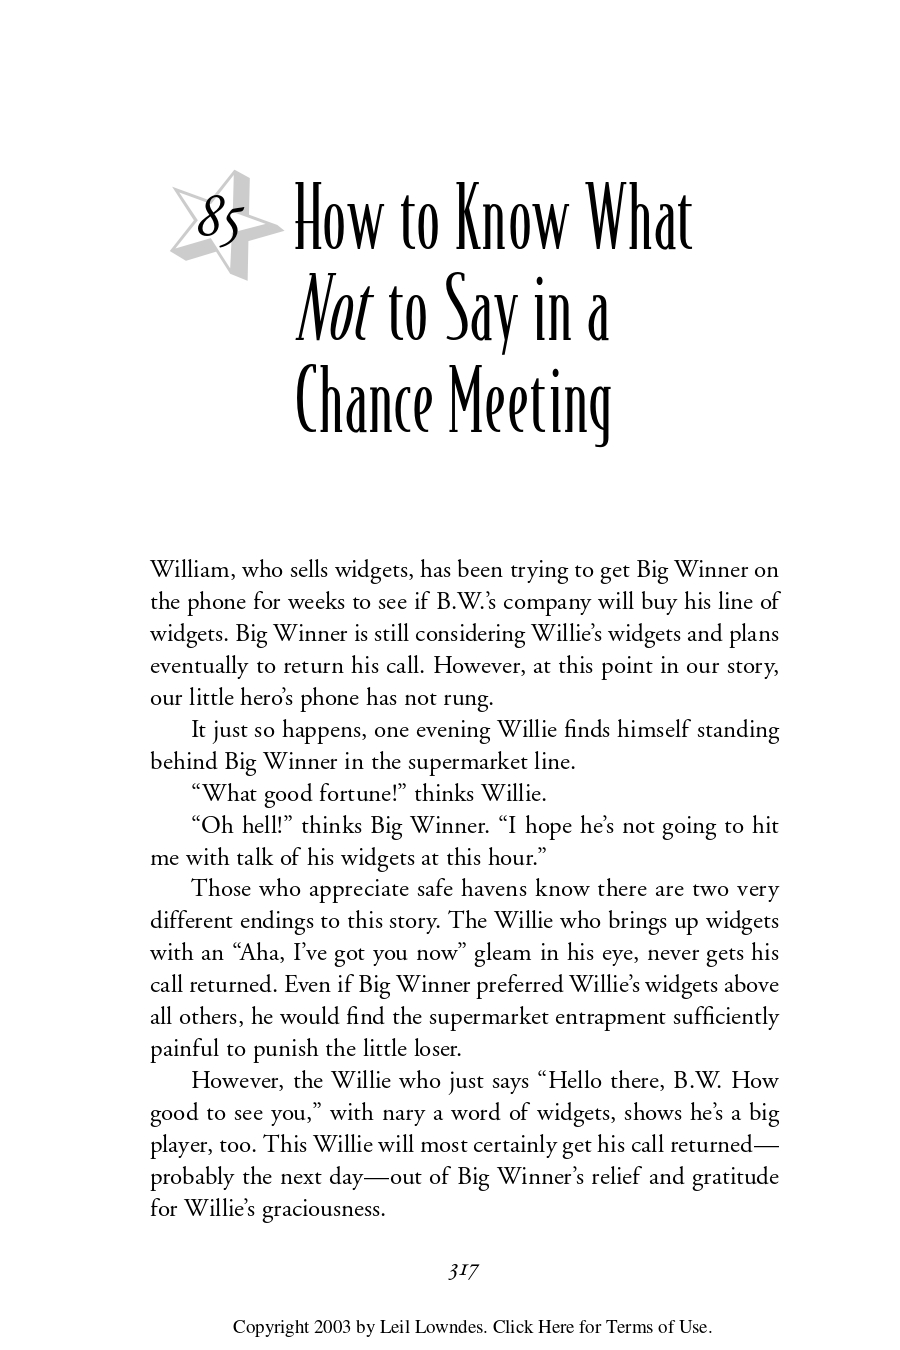 85 How to Know What
Not to Say in a
Chance Meeting
William, who sells widgets, has been trying to get Big Winner on
the phone for weeks to see if B.W.’s company will buy his line of
widgets. Big Winner is still considering Willie’s widgets and plans
eventually to return his call. However, at this point in our story,
our little hero’s phone has not rung.
It just so happens, one evening Willie finds himself standing
behind Big Winner in the supermarket line.
“What good fortune!” thinks Willie.
“Oh hell!” thinks Big Winner. “I hope he’s not going to hit
me with talk of his widgets at this hour.”
Those who appreciate safe havens know there are two very
different endings to this story. The Willie who brings up widgets
with an “Aha, I’ve got you now” gleam in his eye, never gets his
call returned. Even if Big Winner preferred Willie’s widgets above
all others, he would find the supermarket entrapment sufficiently
painful to punish the little loser.
However, the Willie who just says “Hello there, B.W. How
good to see you,” with nary a word of widgets, shows he’s a big
player, too. This Willie will most certainly get his call returned—
probably the next day—out of Big Winner’s relief and gratitude
for Willie’s graciousness.
317
Copyright 2003 by Leil Lowndes. Click Here for Terms of Use.